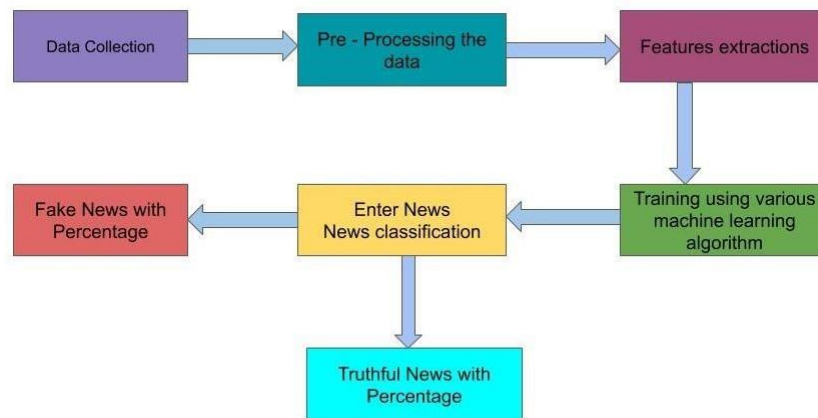 Data Collection
Pre - Processing the
data
Features extractions
Training using various
machine learning
algorithm
Enter News
News classification
Fake News with
Percentage
Truthful News with
Percentage